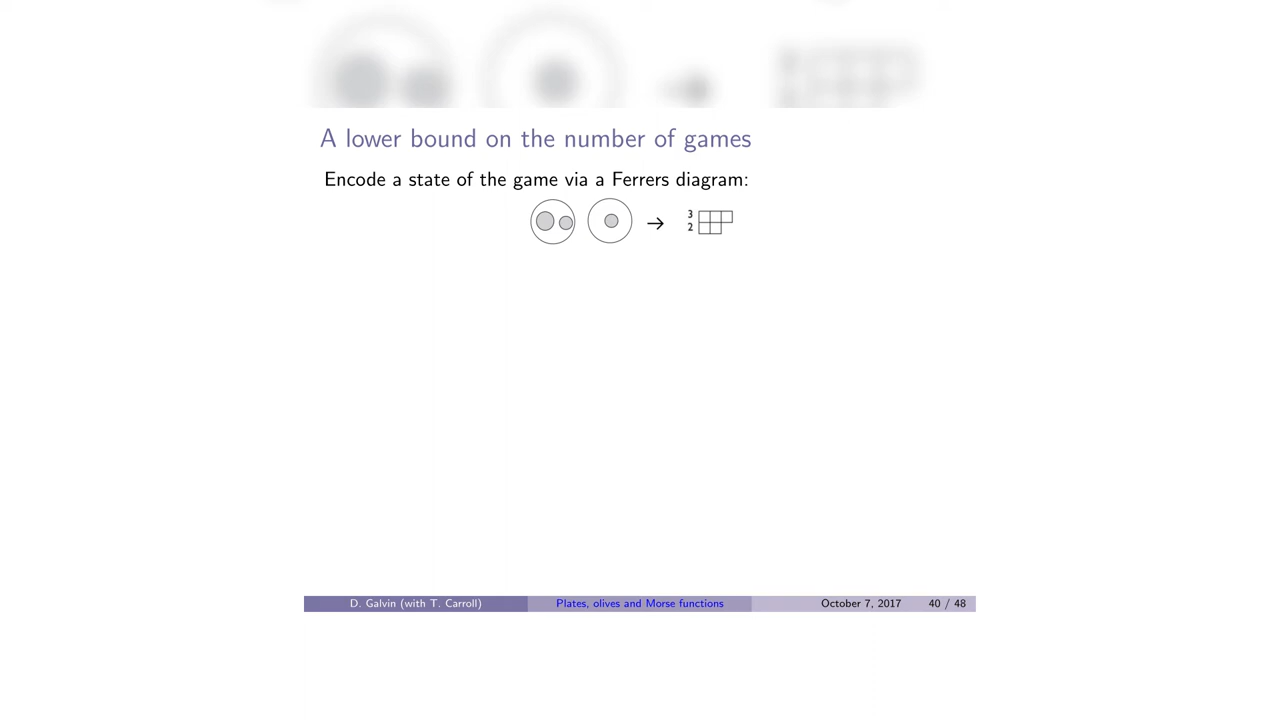 A lower bound on the number of games
Encode a state of the game via a Ferrers diagram:
→
3
2
D. Galvin (with T. Carroll) Plates, olives and Morse functions October 7, 2017 40 / 48